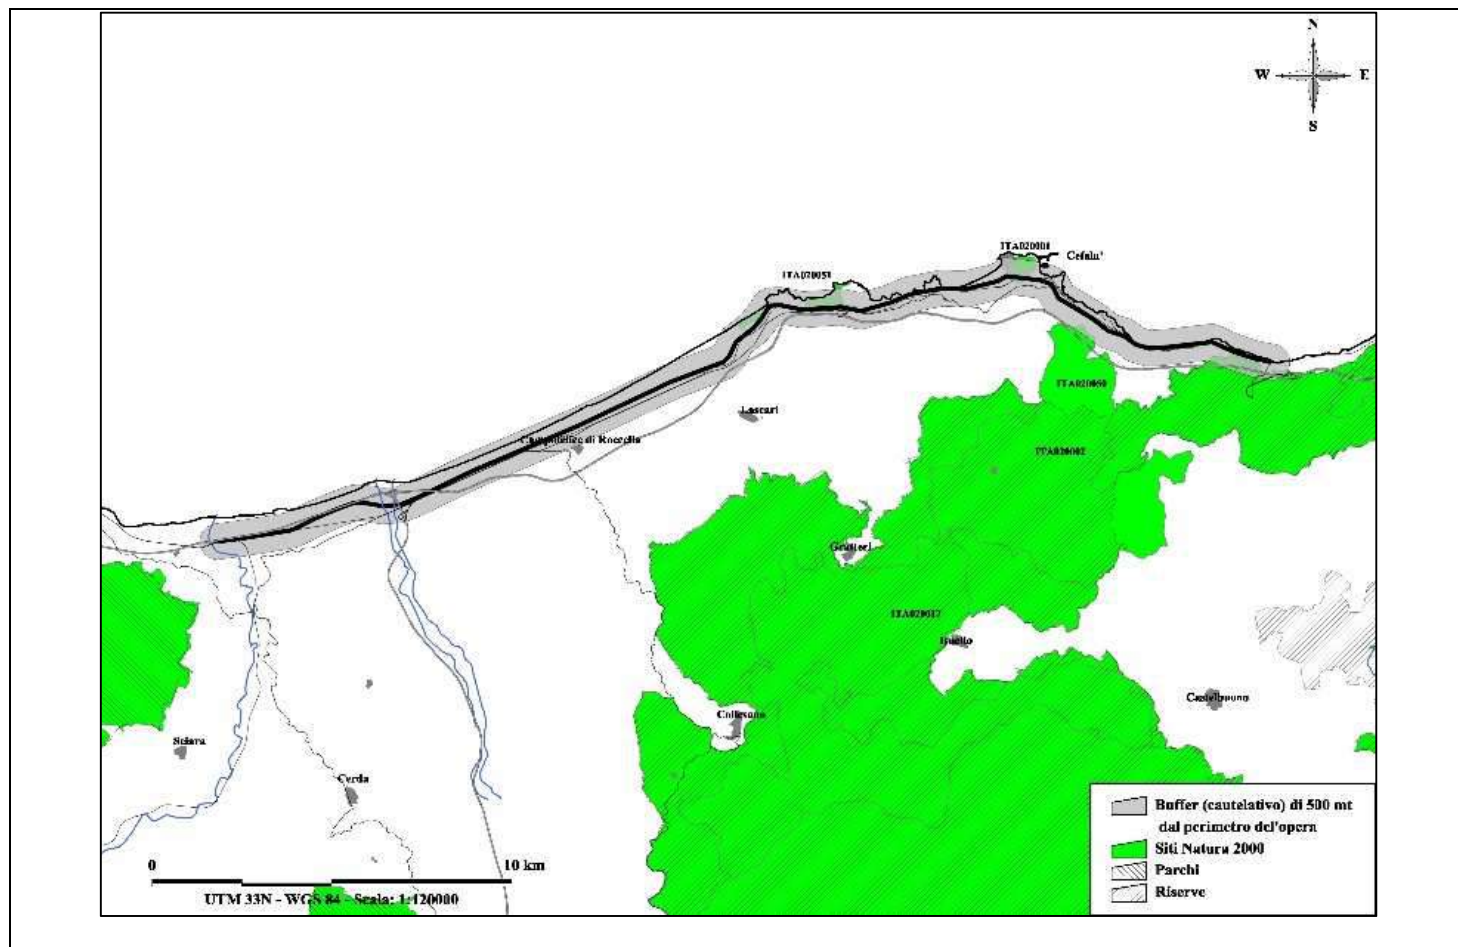 N
W E
S
ITA020001
Cefalu'
ITA020051
ITA020050
Lascari
Campofelice di Roccella
ITA020002
Gratteri
ITA020017
Isnello
Castelbuono
Collesano
Sciara
Cerda
0 10 km
UTM 33N - WGS 84 - Scala: 1:120000
Buffer (cautelativo) di 500 mt
dal perimetro del'opera
Siti Natura 2000
Parchi
Riserve